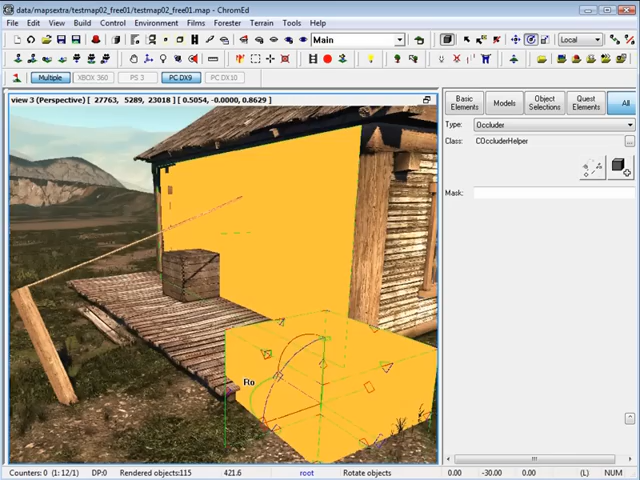 data/mapsextra/testmap02_free01/testmap02_free01.map - ChromEd
File Edit View Build Control Environment Films Forester Terrain Tools Window Help
Main
Local
Multiple XBOX 360 PS 3 PC DX9 PC DX10
view 3 (Perspective) [ 27763, 5289, 23018 ] [ 0.5054, -0.0000, 0.8629 ]
Basic Elements
Models
Object Selections
Quest Elements
All
Type: Occluder
Class: COccluderHelper
...
Mask:
Ro
Counters: 0 (1: 12/1) DP:0 Rendered objects:115 421.6 root Rotate objects 0.00 -30.00 0.00 (L) NUM